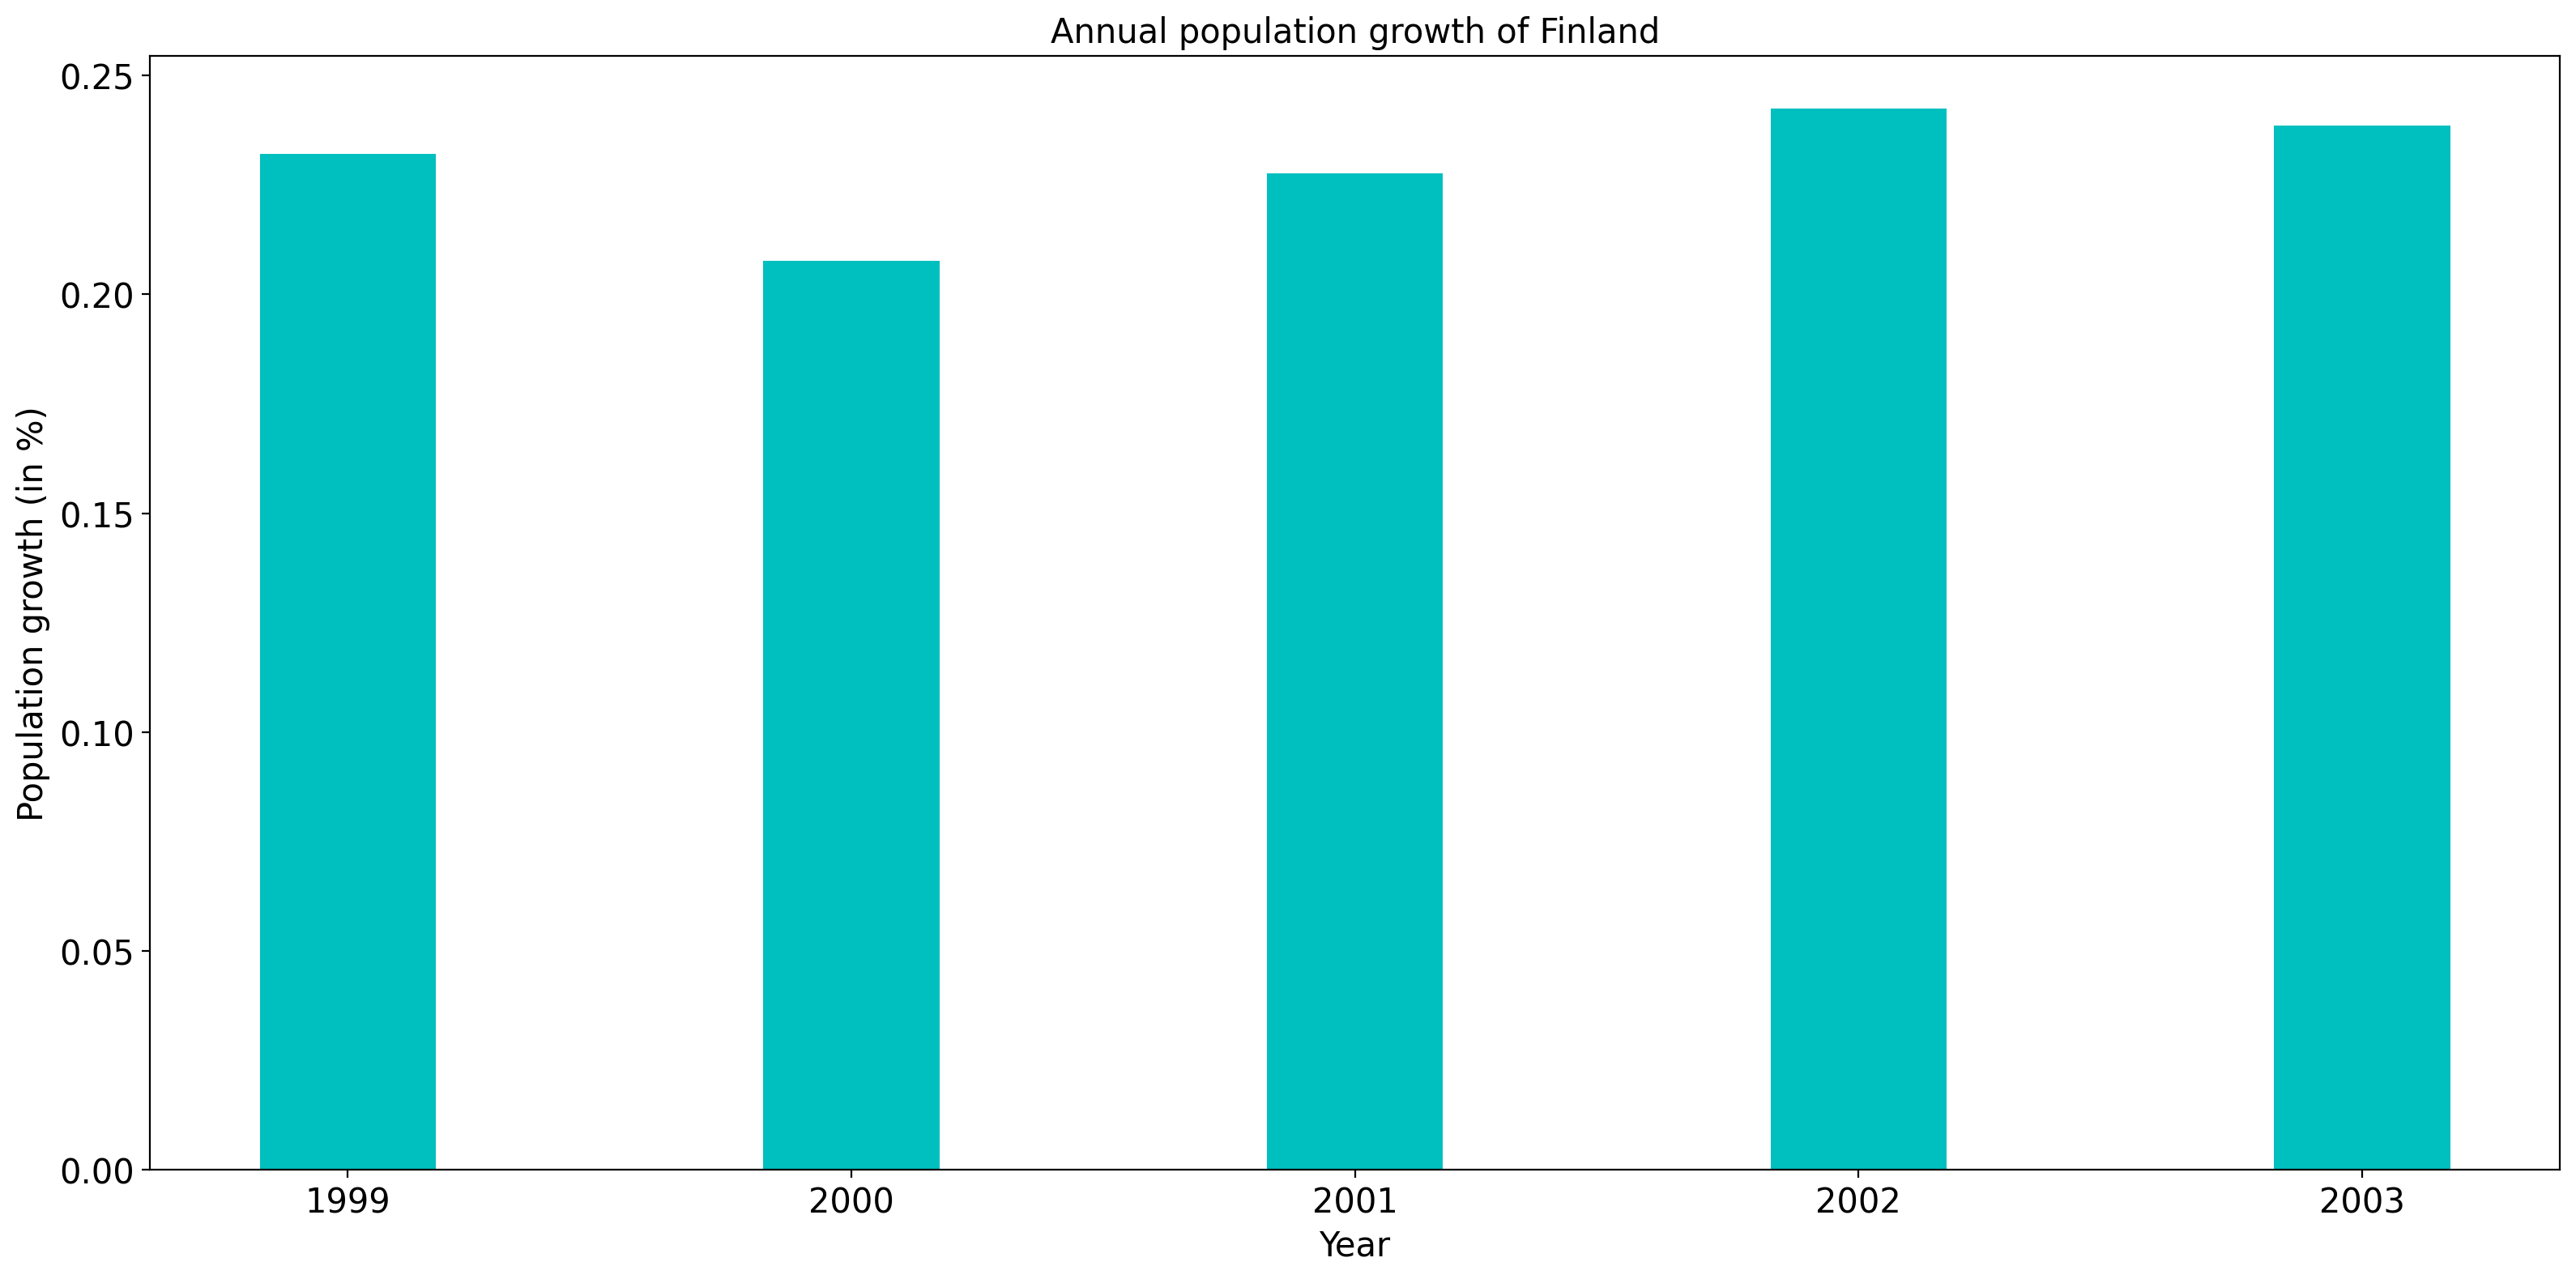 Annual population growth of Finland
Population growth (in %)
0.25
0.20
0.15
0.10
0.05
0.00
1999 2000 2001 2002 2003
Year